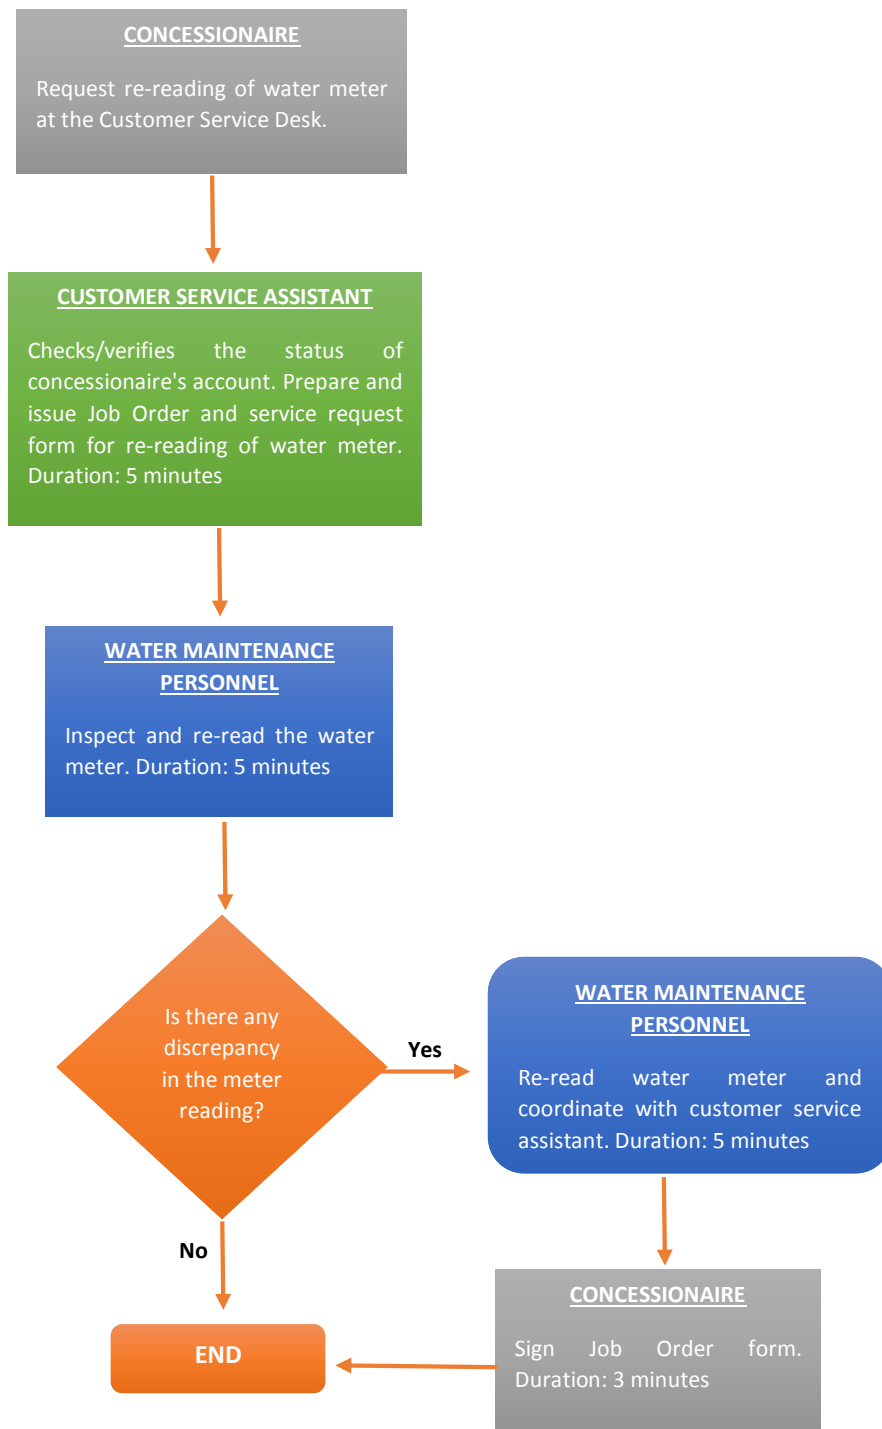 CONCESSIONAIRE
Request re-reading of water meter
at the Customer Service Desk.
CUSTOMER SERVICE ASSISTANT
Checks/verifies the status of
concessionaire's account. Prepare and
issue Job Order and service request
form for re-reading of water meter.
Duration: 5 minutes
WATER MAINTENANCE
PERSONNEL
Inspect and re-read the water
meter. Duration: 5 minutes
Is there any
discrepancy
in the meter
reading?
Yes
WATER MAINTENANCE
PERSONNEL
Re-read water meter and
coordinate with customer service
assistant. Duration: 5 minutes
No
CONCESSIONAIRE
Sign Job Order form.
Duration: 3 minutes
END